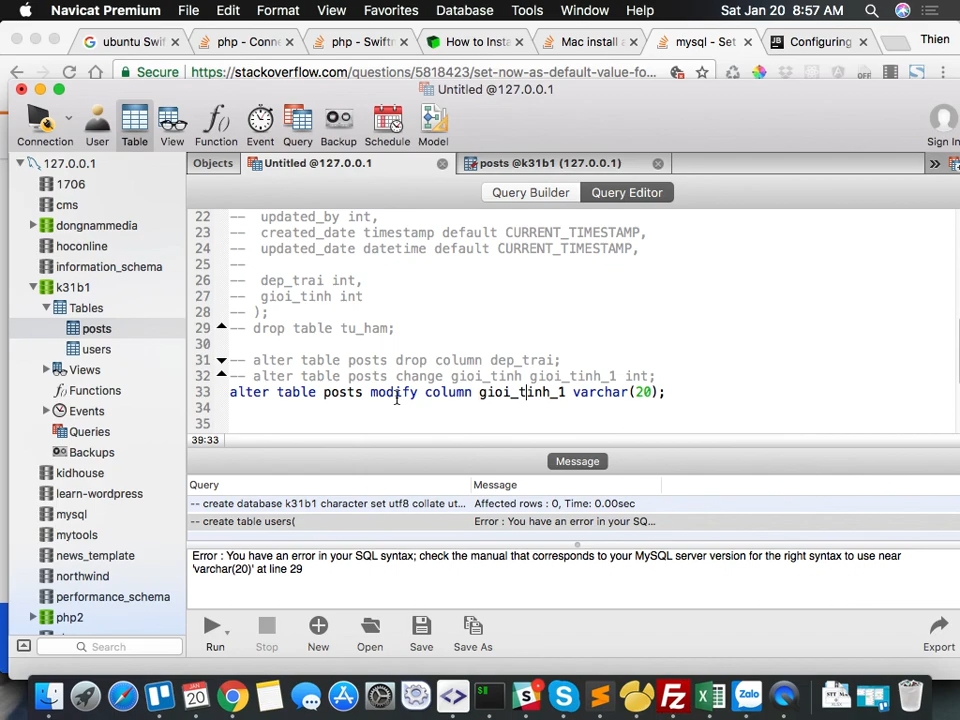 Navicat Premium File Edit Format View Favorites Database Tools Window Help Sat Jan 20 8:57 AM
ubuntu Swif php - Conne php - Swiftm How to Insta Mac install a mysql - Set Configuring Thien
Secure https://stackoverflow.com/questions/5818423/set-now-as-default-value-fo...
Untitled @127.0.0.1
Connection User Table View Function Event Query Backup Schedule Model Sign In
127.0.0.1
1706
cms
dongnammedia
hoconline
information_schema
k31b1
Tables
posts
users
Views
Functions
Events
Queries
Backups
kidhouse
learn-wordpress
mysql
mytools
news_template
northwind
performance_schema
php2
Search
Objects Untitled @127.0.0.1 posts @k31b1 (127.0.0.1) »
Query Builder Query Editor
22 -- updated_by int,
23 -- created_date timestamp default CURRENT_TIMESTAMP,
24 -- updated_date datetime default CURRENT_TIMESTAMP,
25 --
26 -- dep_trai int,
27 -- gioi_tinh int
28 -- );
29 -- drop table tu_ham;
30
31 -- alter table posts drop column dep_trai;
32 -- alter table posts change gioi_tinh gioi_tinh_1 int;
33 alter table posts modify column gioi_tinh_1 varchar(20);
34
35
39:33
Message
Query Message
-- create database k31b1 character set utf8 collate ut... Affected rows : 0, Time: 0.00sec
-- create table users( Error : You have an error in your SQ...
Error : You have an error in your SQL syntax; check the manual that corresponds to your MySQL server version for the right syntax to use near
'varchar(20)' at line 29
Run Stop New Open Save Save As Export